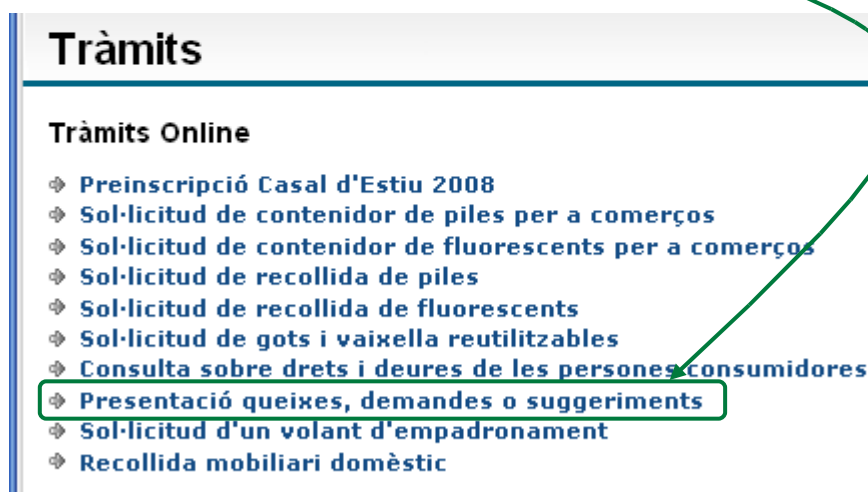 Tràmits
Tràmits Online
Preinscripció Casal d'Estiu 2008
Sol·licitud de contenidor de piles per a comerços
Sol·licitud de contenidor de fluorescents per a comerços
Sol·licitud de recollida de piles
Sol·licitud de recollida de fluorescents
Sol·licitud de gots i vaixella reutilitzables
Consulta sobre drets i deures de les persones consumidores
Presentació queixes, demandes o suggeriments
Sol·licitud d'un volant d'empadronament
Recollida mobiliari domèstic